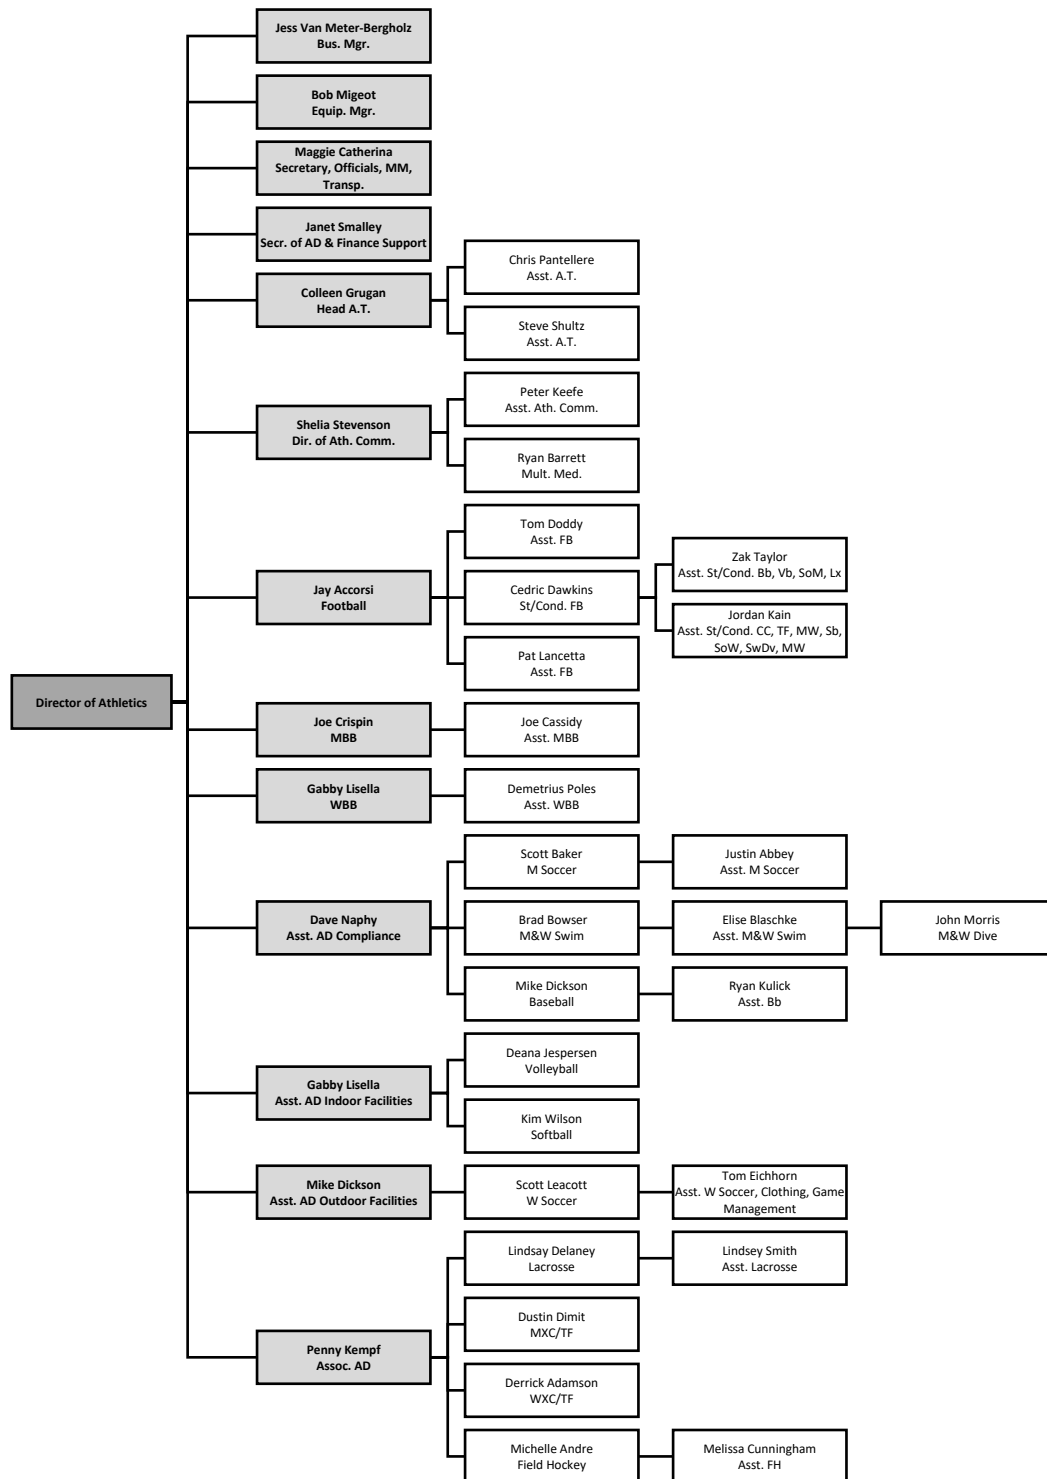 Jess Van Meter-Bergholz
Bus. Mgr.
Bob Migeot
Equip. Mgr.
Maggie Catherina
Secretary, Officials, MM,
Transp.
Janet Smalley
Secr. of AD & Finance Support
Chris Pantellere
Asst. A.T.
Colleen Grugan
Head A.T.
Steve Shultz
Asst. A.T.
Peter Keefe
Asst. Ath. Comm.
Shelia Stevenson
Dir. of Ath. Comm.
Ryan Barrett
Mult. Med.
Tom Doddy
Asst. FB
Zak Taylor
Asst. St/Cond. Bb, Vb, SoM, Lx
Jay Accorsi
Football
Cedric Dawkins
St/Cond. FB
Jordan Kain
Asst. St/Cond. CC, TF, MW, Sb,
SoW, SwDv, MW
Pat Lancetta
Asst. FB
Director of Athletics
Joe Crispin
MBB
Joe Cassidy
Asst. MBB
Gabby Lisella
WBB
Demetrius Poles
Asst. WBB
Scott Baker
M Soccer
Justin Abbey
Asst. M Soccer
Dave Naphy
Asst. AD Compliance
Brad Bowser
M&W Swim
Elise Blaschke
Asst. M&W Swim
John Morris
M&W Dive
Mike Dickson
Baseball
Ryan Kulick
Asst. Bb
Deana Jespersen
Volleyball
Gabby Lisella
Asst. AD Indoor Facilities
Kim Wilson
Softball
Mike Dickson
Asst. AD Outdoor Facilities
Scott Leacott
W Soccer
Tom Eichhorn
Asst. W Soccer, Clothing, Game
Management
Lindsay Delaney
Lacrosse
Lindsey Smith
Asst. Lacrosse
Dustin Dimit
MXC/TF
Penny Kempf
Assoc. AD
Derrick Adamson
WXC/TF
Michelle Andre
Field Hockey
Melissa Cunningham
Asst. FH